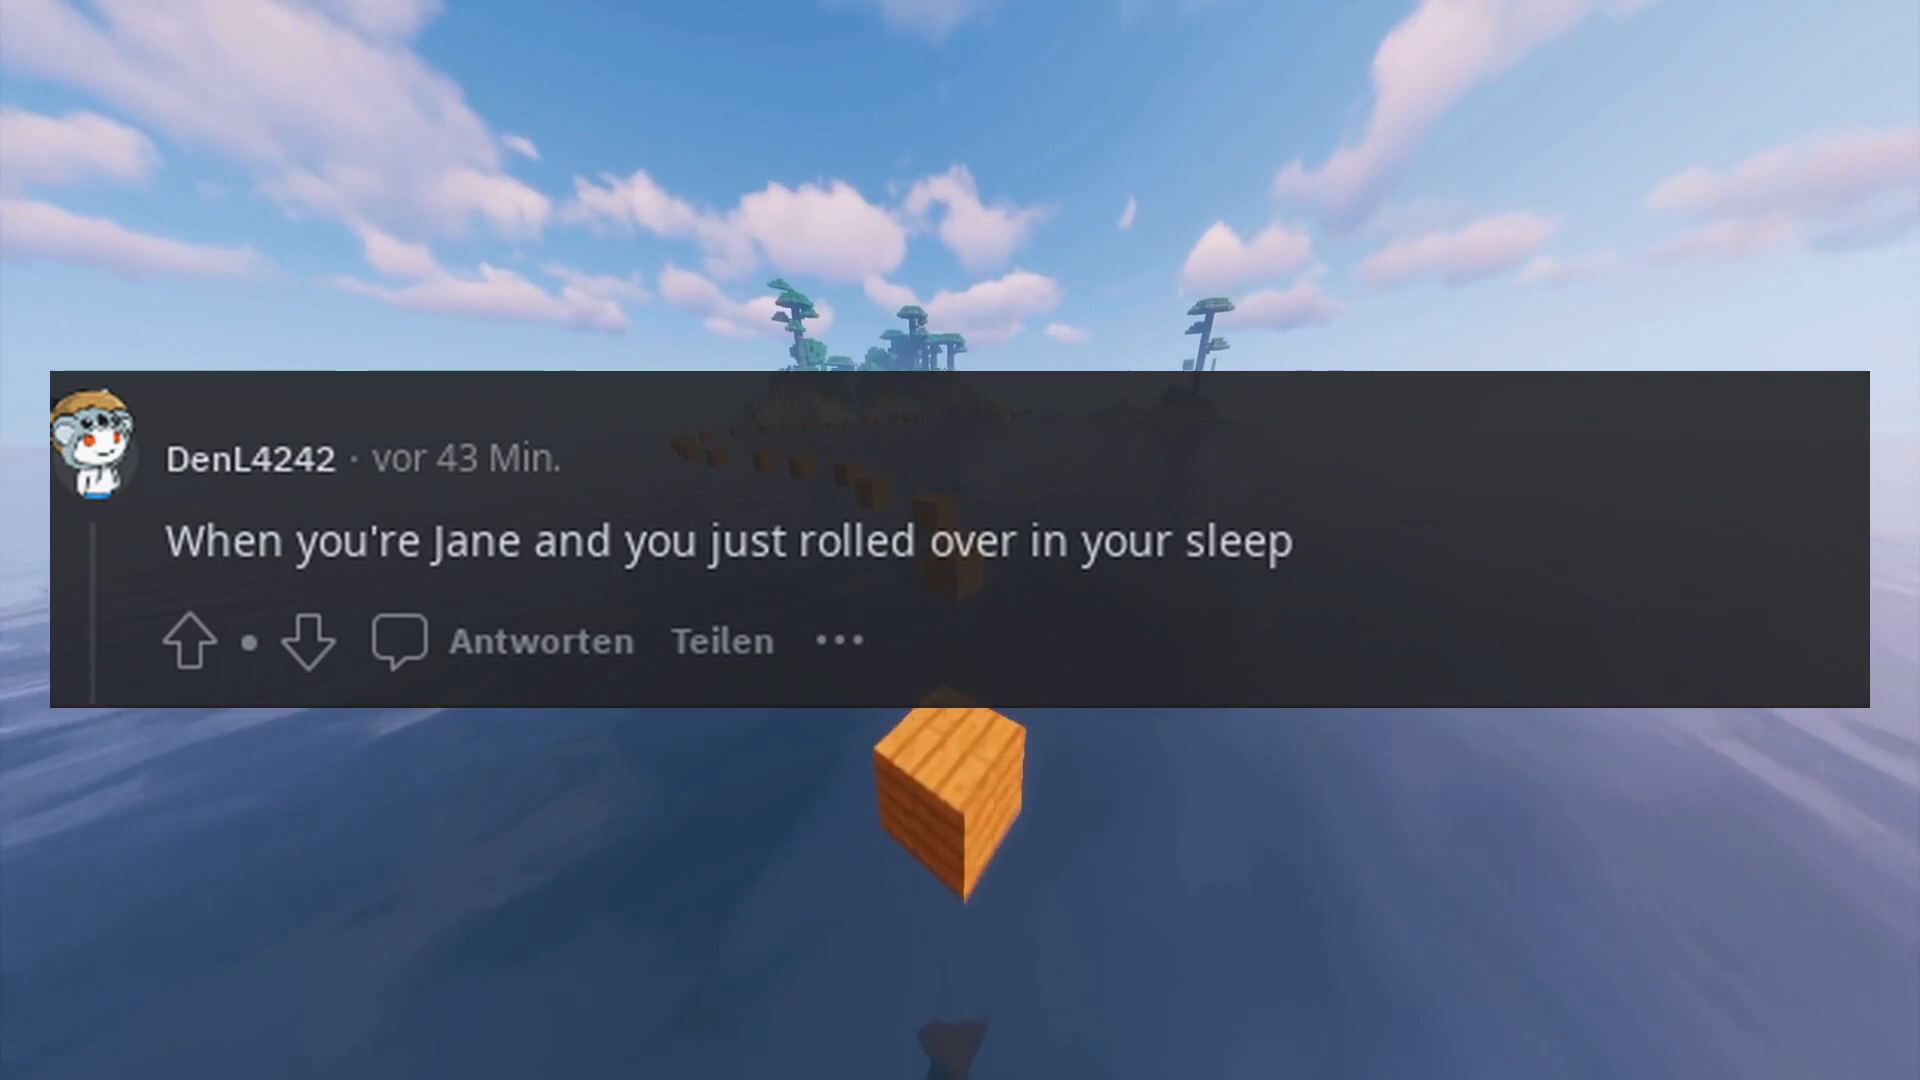 DenL4242 · vor 43 Min.
When you're Jane and you just rolled over in your sleep
Antworten Teilen